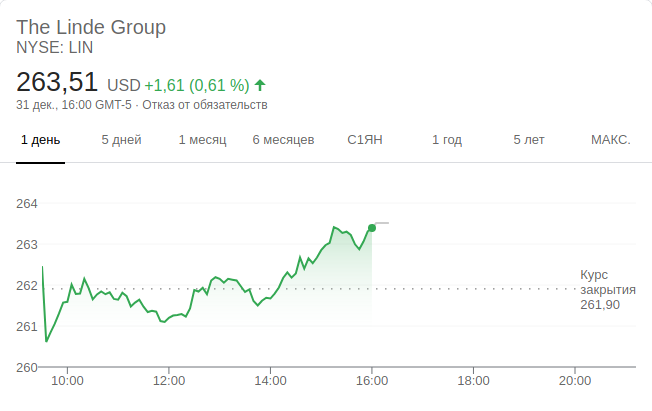 The Linde Group
NYSE: LIN
263,51 USD +1,61 (0,61 %)
31 дек., 16:00 GMT-5 · Отказ от обязательств
1 день 5 дней 1 месяц 6 месяцев С1ЯН 1 год 5 лет МАКС.
264
263
262
261
260
Курс
закрытия
261,90
10:00 12:00 14:00 16:00 18:00 20:00